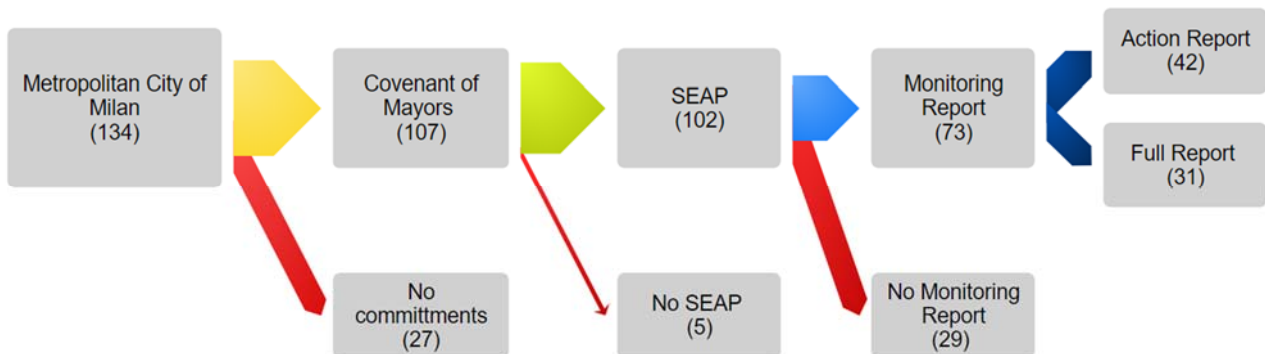 Metropolitan City of
Milan
(134)
Covenant of
Mayors
(107)
SEAP
(102)
Monitoring
Report
(73)
Action Report
(42)
Full Report
(31)
No
committments
(27)
No SEAP
(5)
No Monitoring
Report
(29)